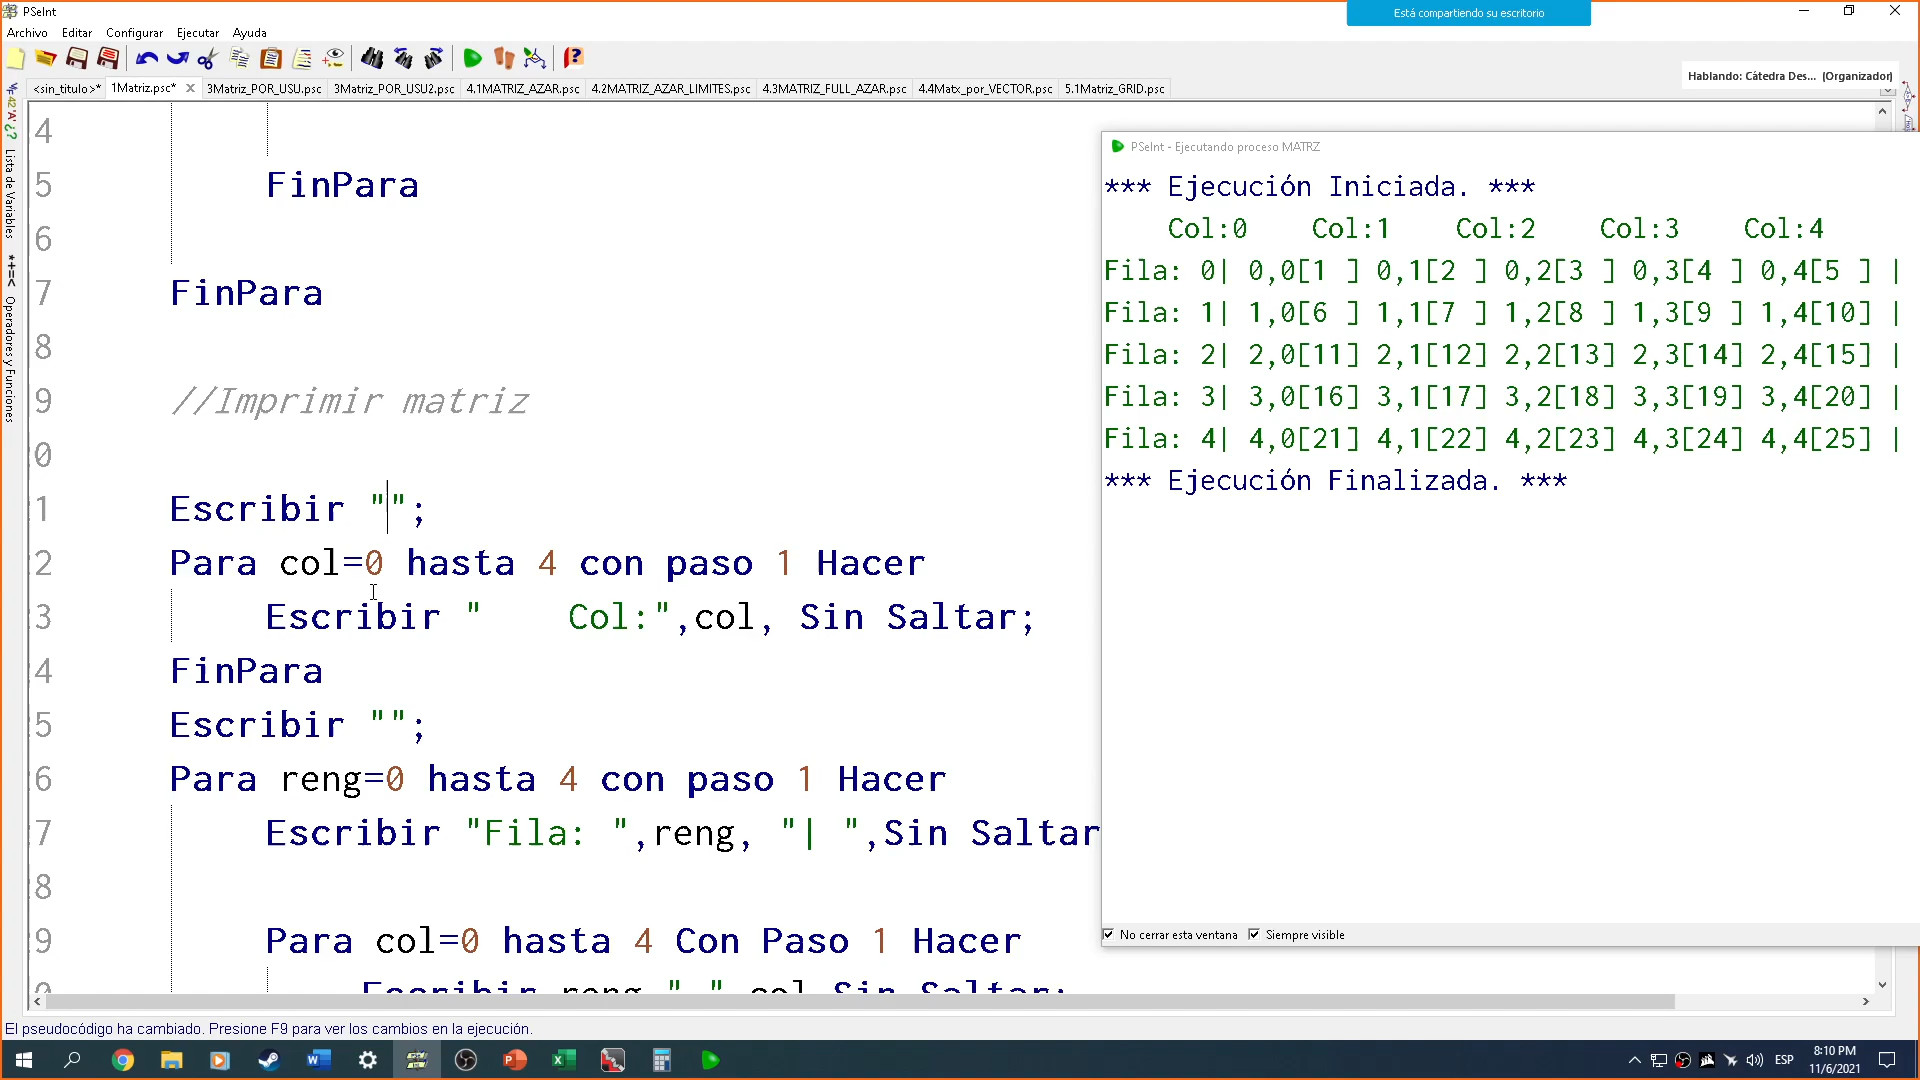 PSeInt
Está compartiendo su escritorio
Archivo Editar Configurar Ejecutar Ayuda
Hablando: Cátedra Des... (Organizador)
<sin_titulo>* 1Matriz.psc* 3Matriz_POR_USU.psc 3Matriz_POR_USU2.psc 4.1MATRIZ_AZAR.psc 4.2MATRIZ_AZAR_LIMITES.psc 4.3MATRIZ_FULL_AZAR.psc 4.4Matx_por_VECTOR.psc 5.1Matriz_GRID.psc
Lista de Variables
Operadores y Funciones
4
5 FinPara
6
7 FinPara
8
9 //Imprimir matriz
0
1 Escribir "";
2 Para col=0 hasta 4 con paso 1 Hacer
3 Escribir "    Col:",col, Sin Saltar;
4 FinPara
5 Escribir "";
6 Para reng=0 hasta 4 con paso 1 Hacer
7 Escribir "Fila: ",reng, "| ",Sin Saltar
8
9 Para col=0 hasta 4 Con Paso 1 Hacer
0 Escribir reng," ",col Sin Saltar;
PSeInt - Ejecutando proceso MATRZ
*** Ejecución Iniciada. ***
Col:0    Col:1    Col:2    Col:3    Col:4
Fila: 0| 0,0[1 ] 0,1[2 ] 0,2[3 ] 0,3[4 ] 0,4[5 ] |
Fila: 1| 1,0[6 ] 1,1[7 ] 1,2[8 ] 1,3[9 ] 1,4[10] |
Fila: 2| 2,0[11] 2,1[12] 2,2[13] 2,3[14] 2,4[15] |
Fila: 3| 3,0[16] 3,1[17] 3,2[18] 3,3[19] 3,4[20] |
Fila: 4| 4,0[21] 4,1[22] 4,2[23] 4,3[24] 4,4[25] |
*** Ejecución Finalizada. ***
No cerrar esta ventana Siempre visible
El pseudocódigo ha cambiado. Presione F9 para ver los cambios en la ejecución.
ESP
8:10 PM
11/6/2021